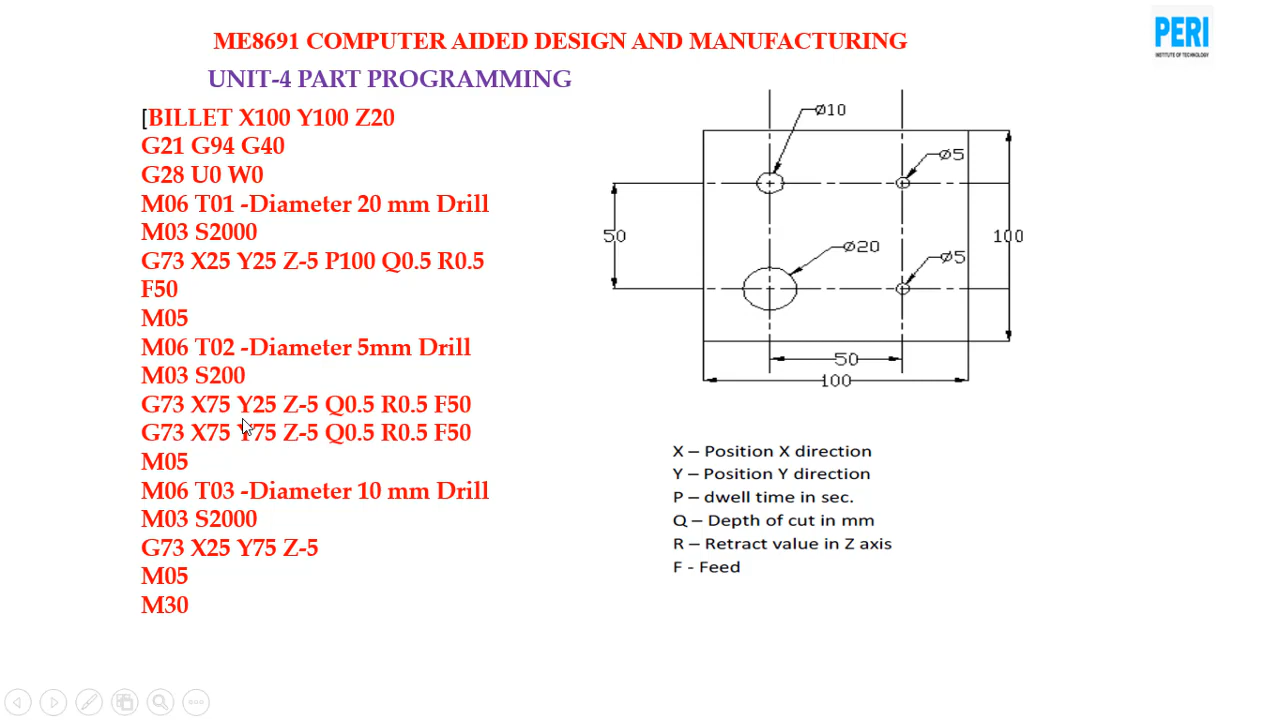 ME8691 COMPUTER AIDED DESIGN AND MANUFACTURING
PERI
INSTITUTE OF TECHNOLOGY
UNIT-4 PART PROGRAMMING
[BILLET X100 Y100 Z20
G21 G94 G40
G28 U0 W0
M06 T01 -Diameter 20 mm Drill
M03 S2000
G73 X25 Y25 Z-5 P100 Q0.5 R0.5
F50
M05
M06 T02 -Diameter 5mm Drill
M03 S200
G73 X75 Y25 Z-5 Q0.5 R0.5 F50
G73 X75 Y75 Z-5 Q0.5 R0.5 F50
M05
M06 T03 -Diameter 10 mm Drill
M03 S2000
G73 X25 Y75 Z-5
M05
M30
Ø10
Ø5
50
100
Ø20
Ø5
50
100
X – Position X direction
Y – Position Y direction
P – dwell time in sec.
Q – Depth of cut in mm
R – Retract value in Z axis
F - Feed